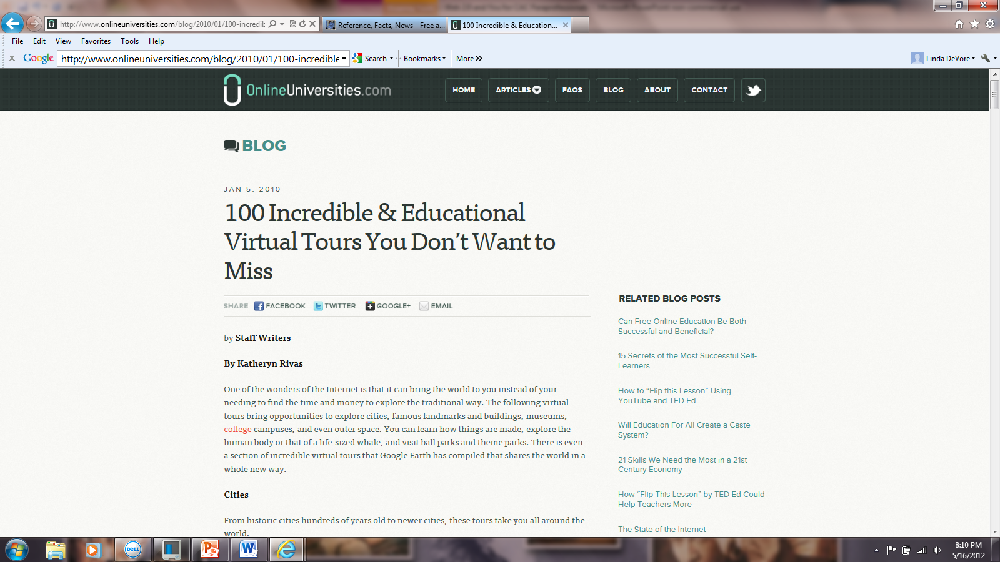 http://www.onlineuniversities.com/blog/2010/01/100-incredib
Reference, Facts, News - Free a...
100 Incredible & Education...
File Edit View Favorites Tools Help
Google http://www.onlineuniversities.com/blog/2010/01/100-incredible Search Bookmarks More Linda DeVore
OnlineUniversities.com HOME ARTICLES FAQS BLOG ABOUT CONTACT
BLOG
JAN 5, 2010
100 Incredible & Educational
Virtual Tours You Don’t Want to
Miss
SHARE FACEBOOK TWITTER GOOGLE+ EMAIL
by Staff Writers
By Katheryn Rivas
One of the wonders of the Internet is that it can bring the world to you instead of your
needing to find the time and money to explore the traditional way. The following virtual
tours bring opportunities to explore cities, famous landmarks and buildings, museums,
college campuses, and even outer space. You can learn how things are made, explore the
human body or that of a life-sized whale, and visit ball parks and theme parks. There is even
a section of incredible virtual tours that Google Earth has compiled that shares the world in a
whole new way.
Cities
From historic cities hundreds of years old to newer cities, these tours take you all around the
world.
RELATED BLOG POSTS
Can Free Online Education Be Both
Successful and Beneficial?
15 Secrets of the Most Successful Self-
Learners
How to “Flip this Lesson” Using
YouTube and TED Ed
Will Education For All Create a Caste
System?
21 Skills We Need the Most in a 21st
Century Economy
How “Flip This Lesson” by TED Ed Could
Help Teachers More
The State of the Internet
DELL
8:10 PM
5/16/2012